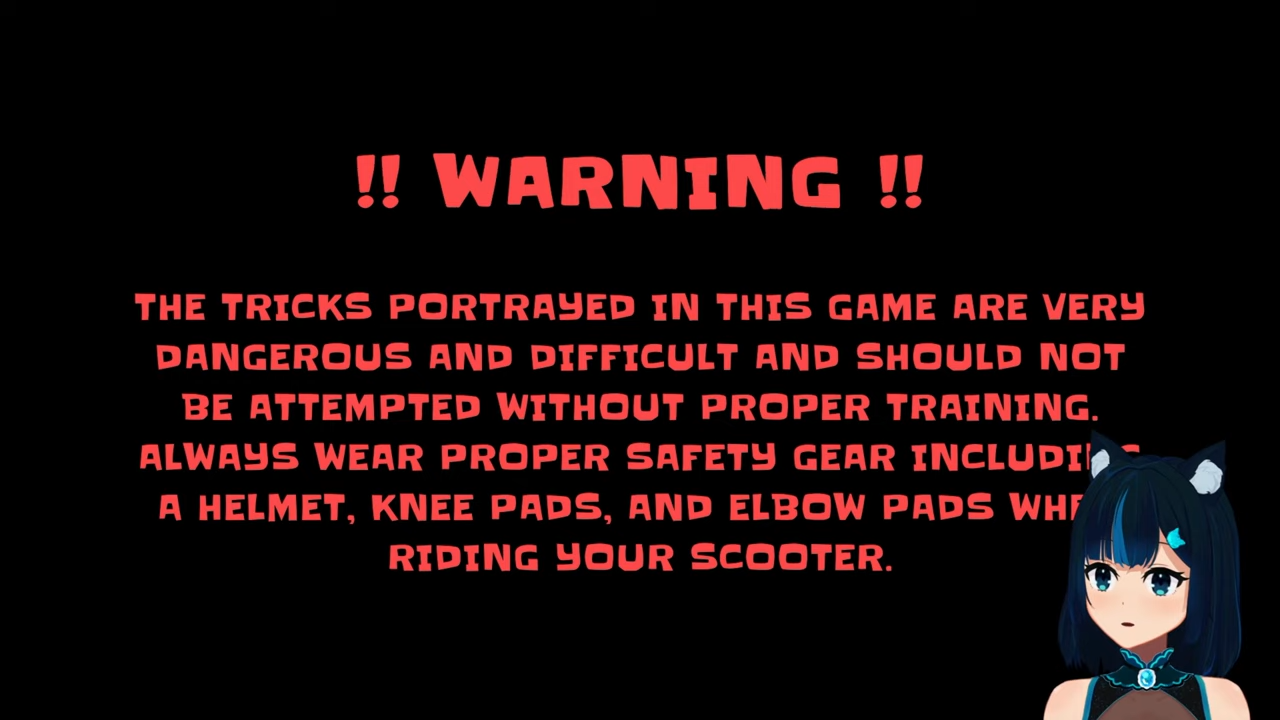 !! WARNING !!
THE TRICKS PORTRAYED IN THIS GAME ARE VERY
DANGEROUS AND DIFFICULT AND SHOULD NOT
BE ATTEMPTED WITHOUT PROPER TRAINING.
ALWAYS WEAR PROPER SAFETY GEAR INCLUDING
A HELMET, KNEE PADS, AND ELBOW PADS
RIDING YOUR SCOOTER.